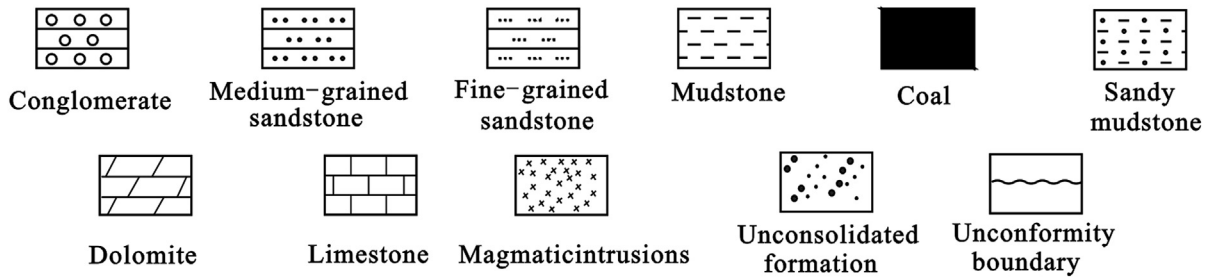 Conglomerate
Medium-grained
sandstone
Fine-grained
sandstone
Mudstone
Coal
Sandy
mudstone
Dolomite
Limestone
Magmaticintrusions
Unconsolidated
formation
Unconformity
boundary